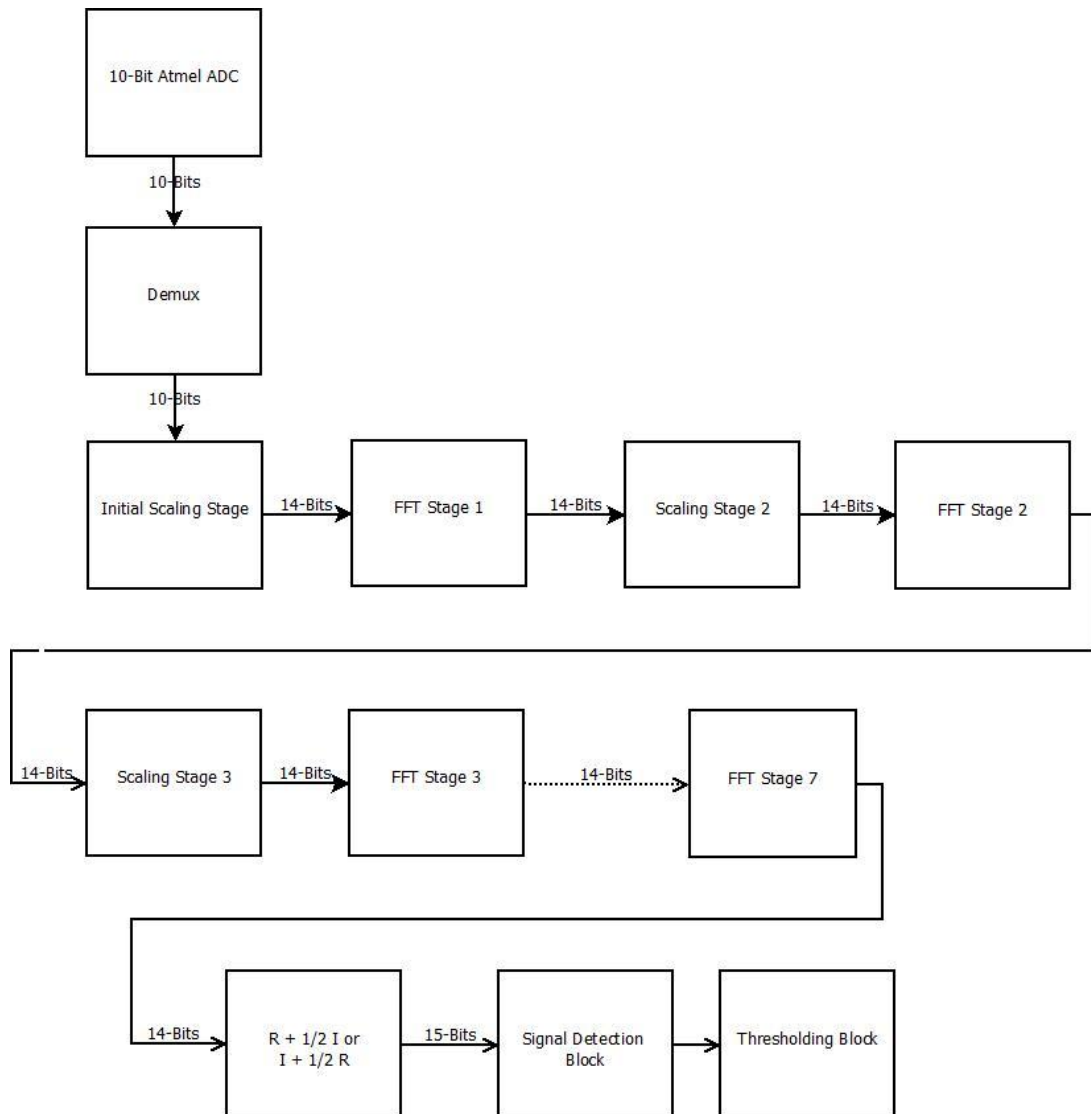 10-Bit Atmel ADC
10-Bits
Demux
10-Bits
Initial Scaling Stage
14-Bits
FFT Stage 1
14-Bits
Scaling Stage 2
14-Bits
FFT Stage 2
14-Bits
Scaling Stage 3
14-Bits
FFT Stage 3
14-Bits
FFT Stage 7
14-Bits
R + 1/2 I or
I + 1/2 R
15-Bits
Signal Detection
Block
Thresholding Block